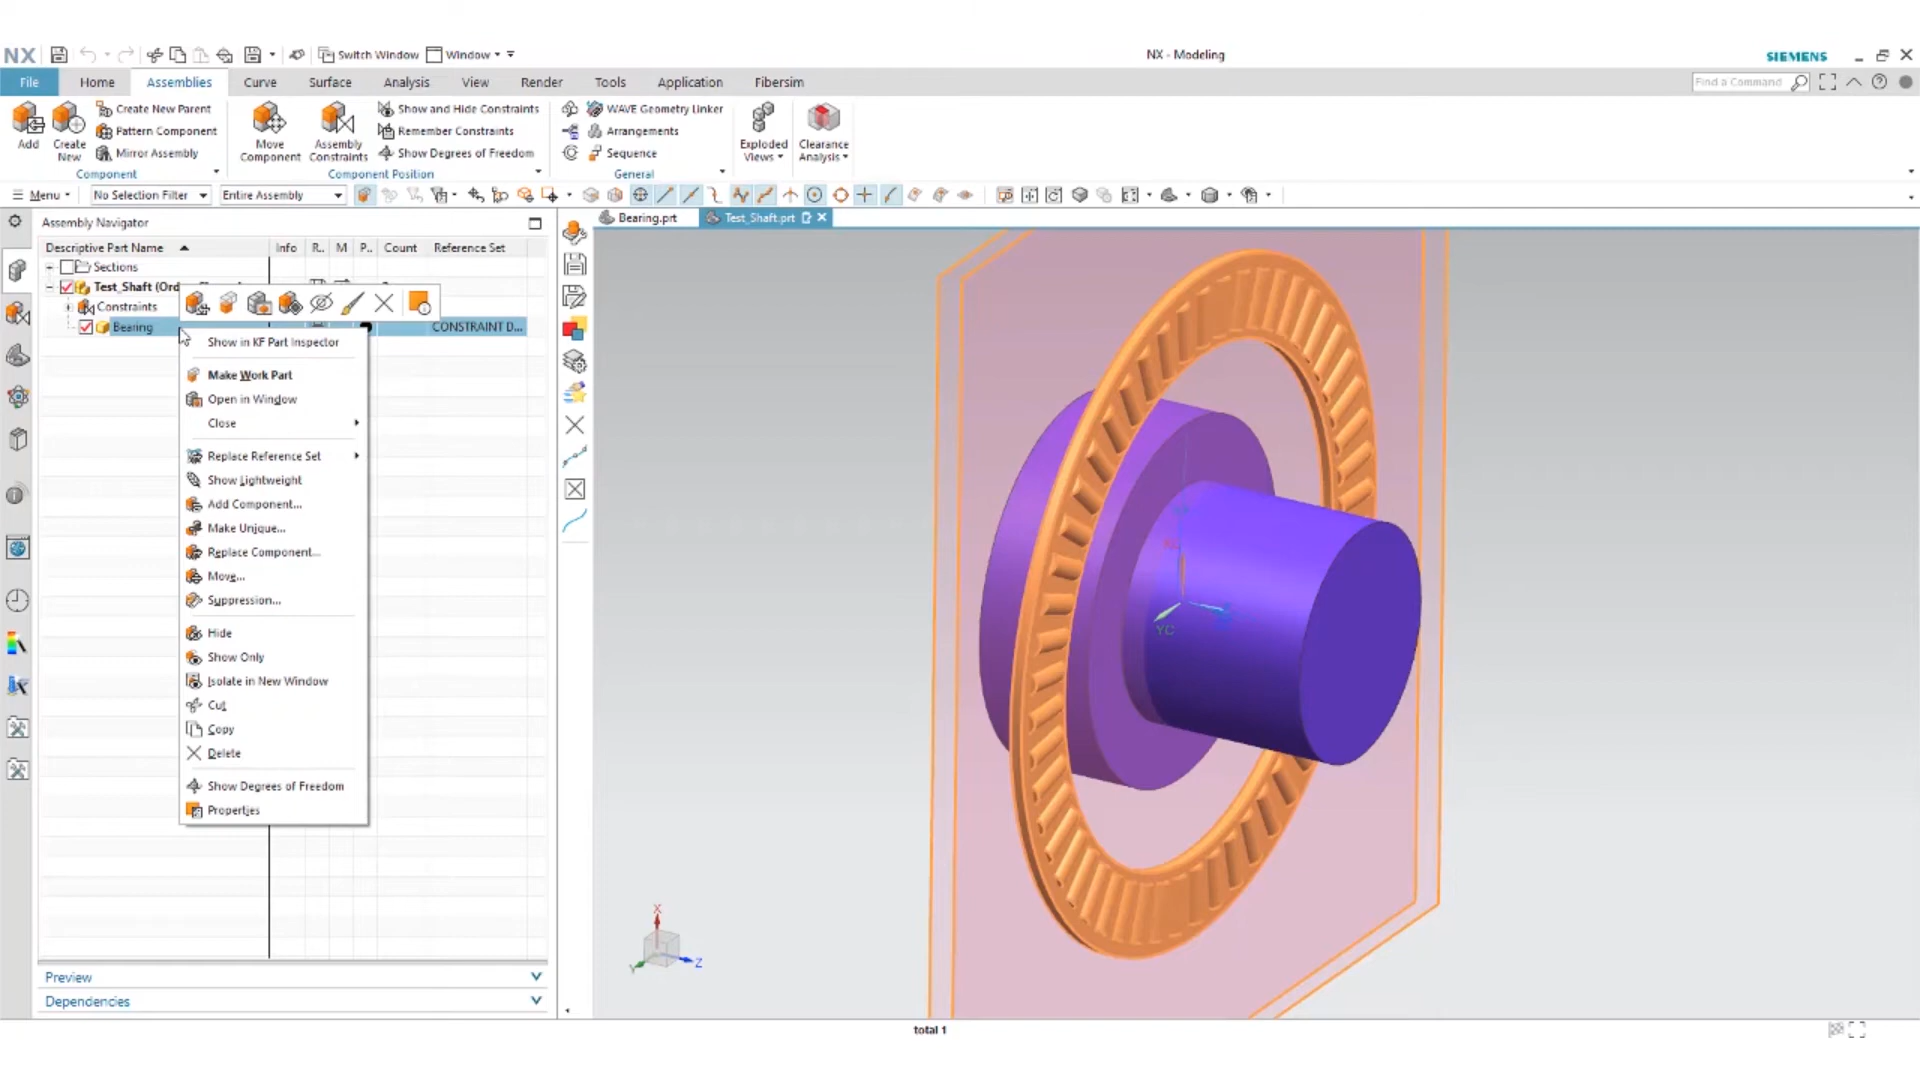 NX Switch Window Window NX - Modeling SIEMENS
File Home Assemblies Curve Surface Analysis View Render Tools Application Fibersim Find a Command
Add
Create New
Create New Parent
Pattern Component
Mirror Assembly
Component
Move Component
Assembly Constraints
Show and Hide Constraints
Remember Constraints
Show Degrees of Freedom
Component Position
WAVE Geometry Linker
Arrangements
Sequence
General
Exploded Views
Clearance Analysis
Menu No Selection Filter Entire Assembly
Assembly Navigator
Bearing.prt Test_Shaft.prt
Descriptive Part Name Info R.. M P.. Count Reference Set
Sections
Test_Shaft (Ord
Constraints
Bearing CONSTRAINT D...
Show in KF Part Inspector
Make Work Part
Open in Window
Close
Replace Reference Set
Show Lightweight
Add Component...
Make Unique...
Replace Component...
Move...
Suppression...
Hide
Show Only
Isolate in New Window
Cut
Copy
Delete
Show Degrees of Freedom
Properties
YC
X
Y
Z
Preview
Dependencies
total 1